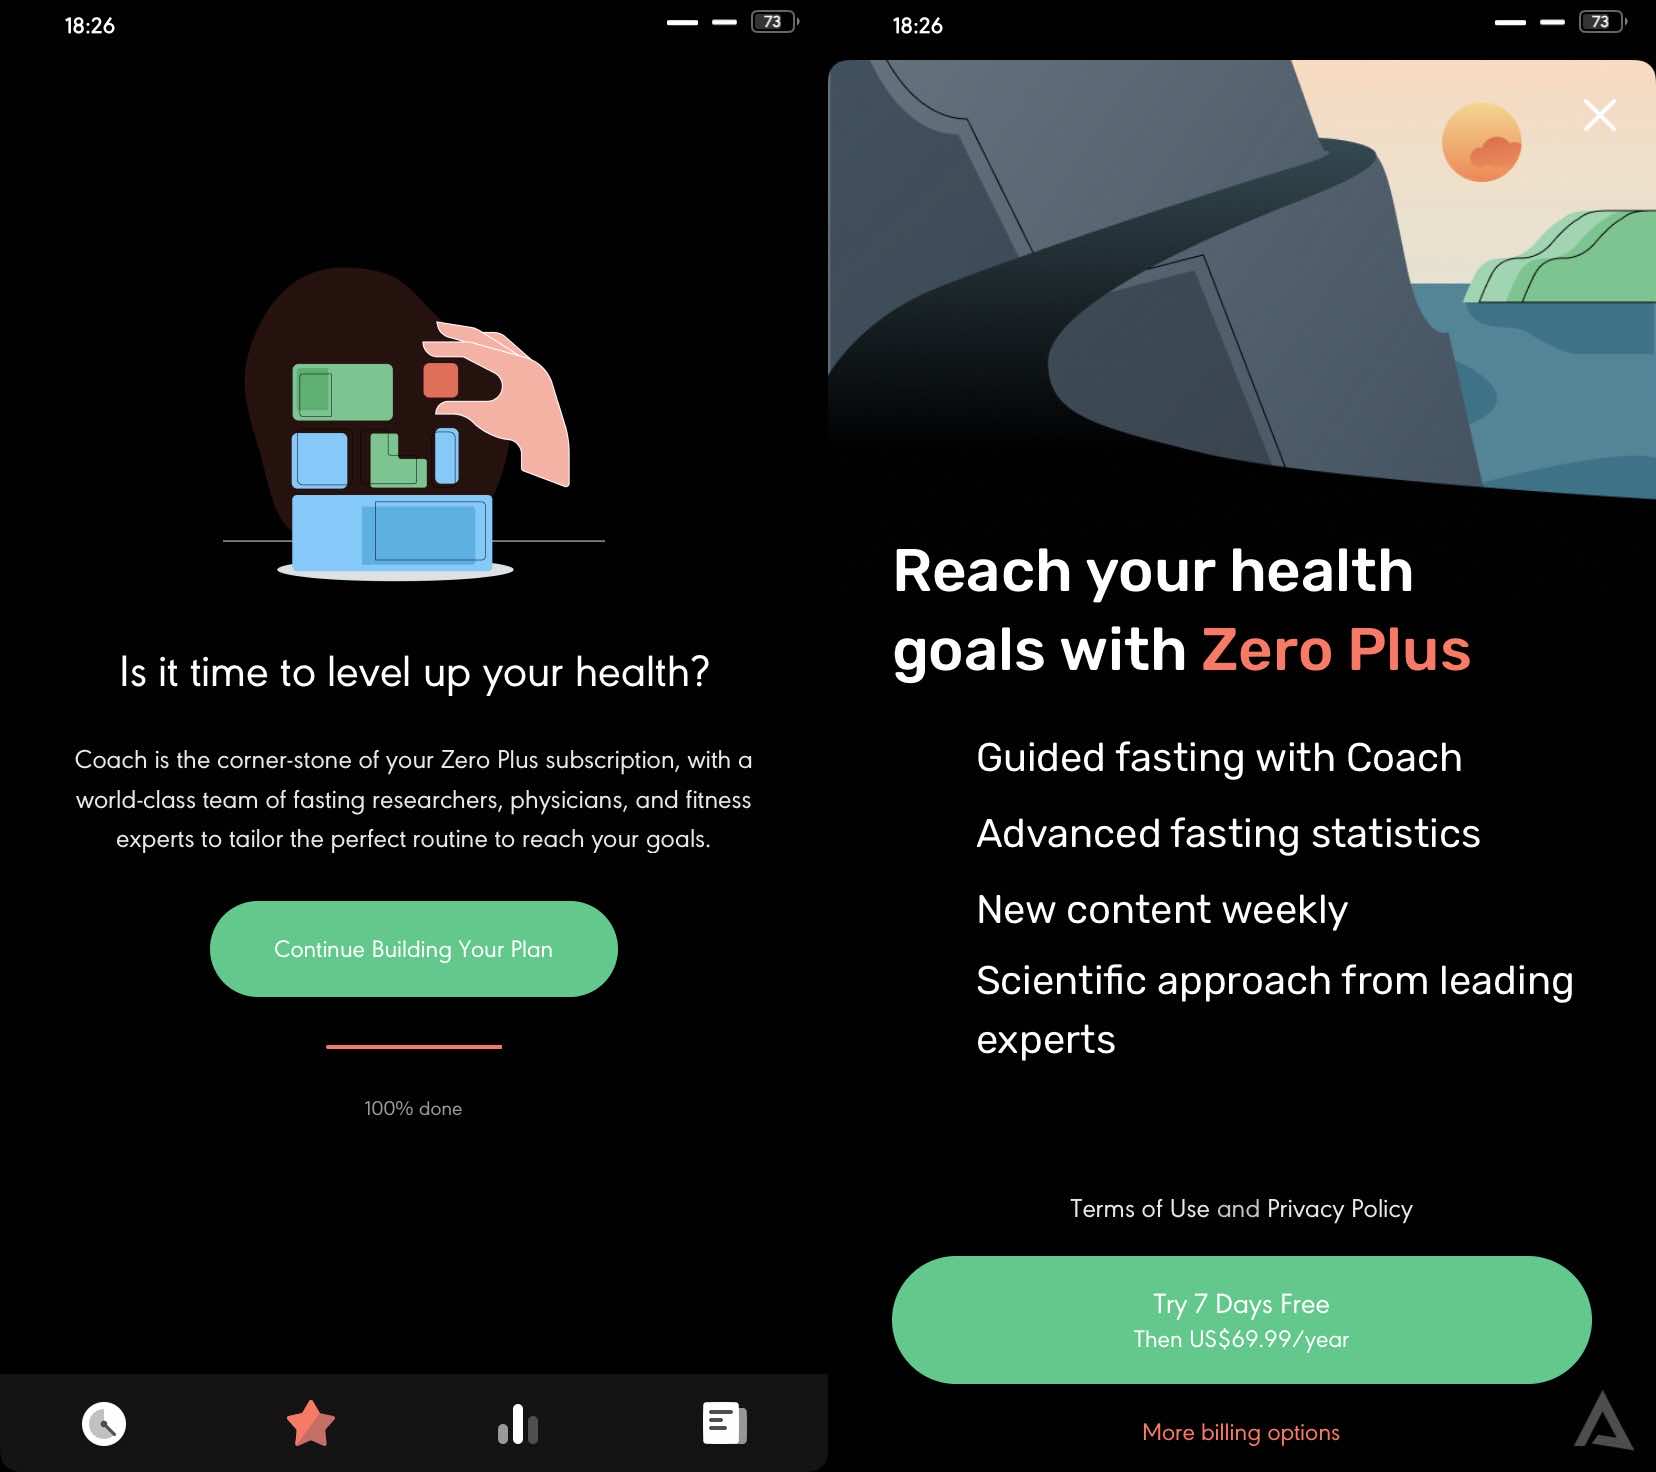 18:26
73
Is it time to level up your health?
Coach is the corner-stone of your Zero Plus subscription, with a
world-class team of fasting researchers, physicians, and fitness
experts to tailor the perfect routine to reach your goals.
Continue Building Your Plan
100% done
18:26
73
Reach your health
goals with Zero Plus
Guided fasting with Coach
Advanced fasting statistics
New content weekly
Scientific approach from leading
experts
Terms of Use and Privacy Policy
Try 7 Days Free
Then US$69.99/year
More billing options